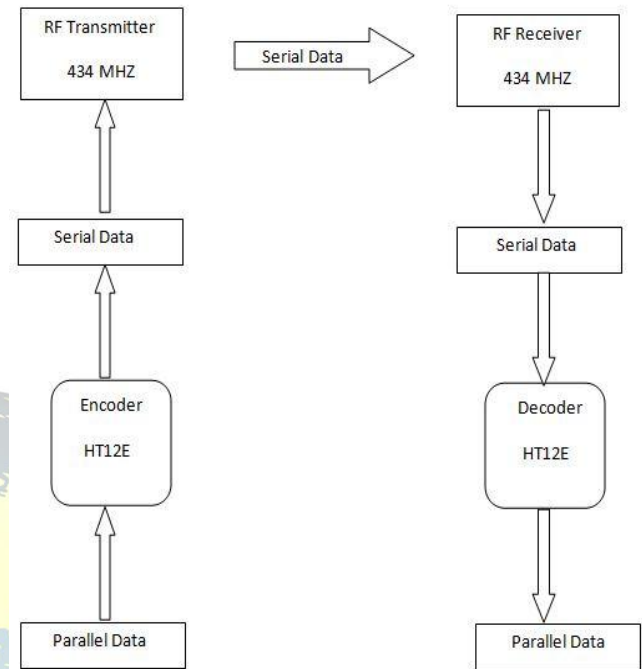 RF Transmitter
434 MHZ
Serial Data
RF Receiver
434 MHZ
Serial Data
Serial Data
Encoder
HT12E
Decoder
HT12E
Parallel Data
Parallel Data